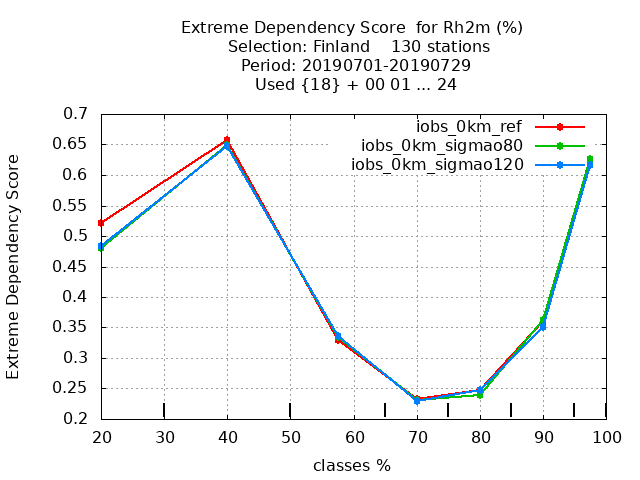 Extreme Dependency Score  for Rh2m (%)
Selection: Finland    130 stations
Period: 20190701-20190729
Used {18} + 00 01 ... 24
iobs_0km_ref
iobs_0km_sigmao80
iobs_0km_sigmao120
Extreme Dependency Score
0.7
0.65
0.6
0.55
0.5
0.45
0.4
0.35
0.3
0.25
0.2
20 30 40 50 60 70 80 90 100
classes %